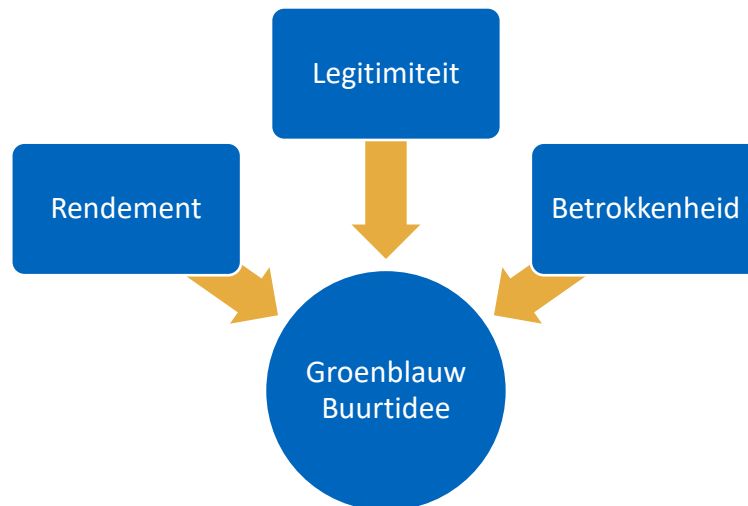 Legitimiteit
Rendement
Betrokkenheid
Groenblauw
Buurtidee